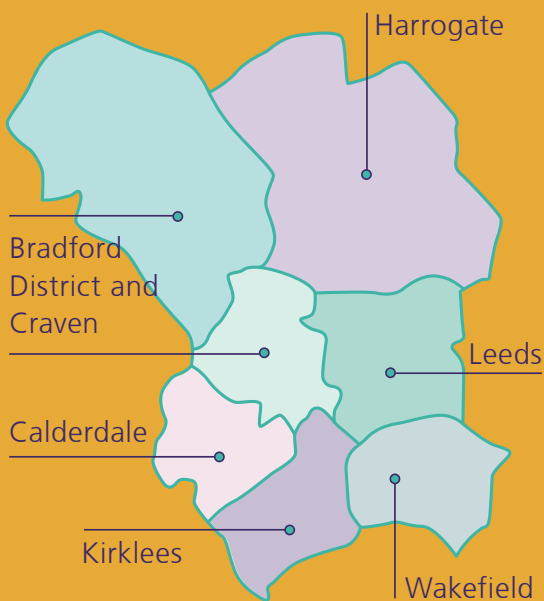 Harrogate
Bradford
District and
Craven
Leeds
Calderdale
Kirklees
Wakefield